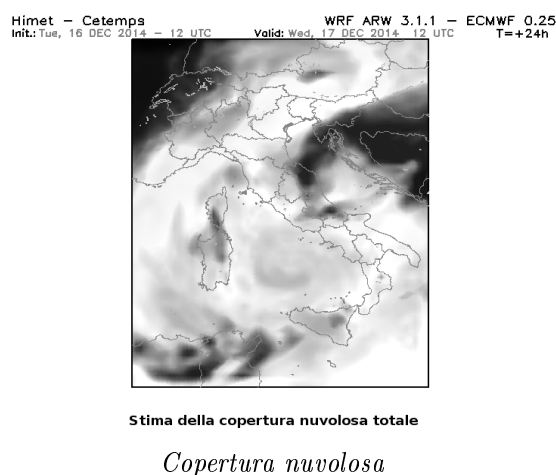 Himet – Cetemps WRF ARW 3.1.1 – ECMWF 0.25
Init.: Tue, 16 DEC 2014 – 12 UTC Valid: Wed, 17 DEC 2014 12 UTC T=+24h
Stima della copertura nuvolosa totale
Copertura nuvolosa